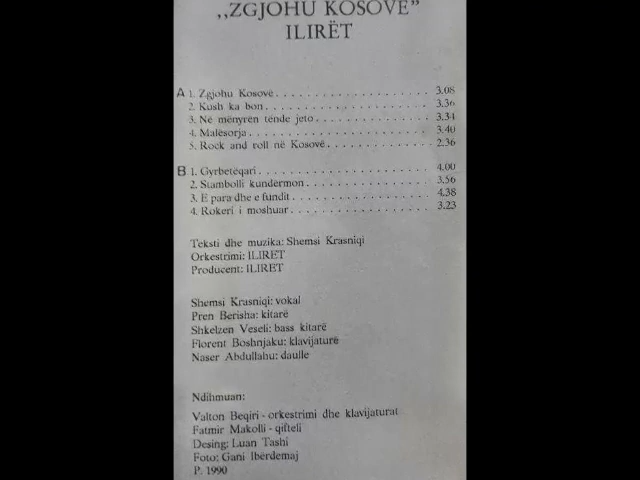 ,,ZGJOHU KOSOVË"
ILIRËT
A 1. Zgjohu Kosovë . . . . . . . . . . . . . . . . . . . 3.08
2. Kush ka bon . . . . . . . . . . . . . . . . . . . . 3.36
3. Në mënyrën tënde jeto . . . . . . . . . . . . . . 3.34
4. Malësorja . . . . . . . . . . . . . . . . . . . . . . 3.40
5. Rock and roll në Kosovë . . . . . . . . . . . . . 2.36
B 1. Gyrbeteqari . . . . . . . . . . . . . . . . . . . . 4.00
2. Stambolli kundërmon . . . . . . . . . . . . . . . 3.56
3. E para dhe e fundit . . . . . . . . . . . . . . . . 4.38
4. Rokeri i moshuar . . . . . . . . . . . . . . . . . 3.23
Teksti dhe muzika: Shemsi Krasniqi
Orkestrimi: ILIRËT
Producent: ILIRËT
Shemsi Krasniqi: vokal
Pren Berisha: kitarë
Shkelzen Veseli: bass kitarë
Florent Boshnjaku: klavijaturë
Naser Abdullahu: daulle
Ndihmuan:
Valton Beqiri - orkestrimi dhe klavijaturat
Fatmir Makolli - qifteli
Desing: Luan Tashi
Foto: Gani Iberdemaj
P. 1990